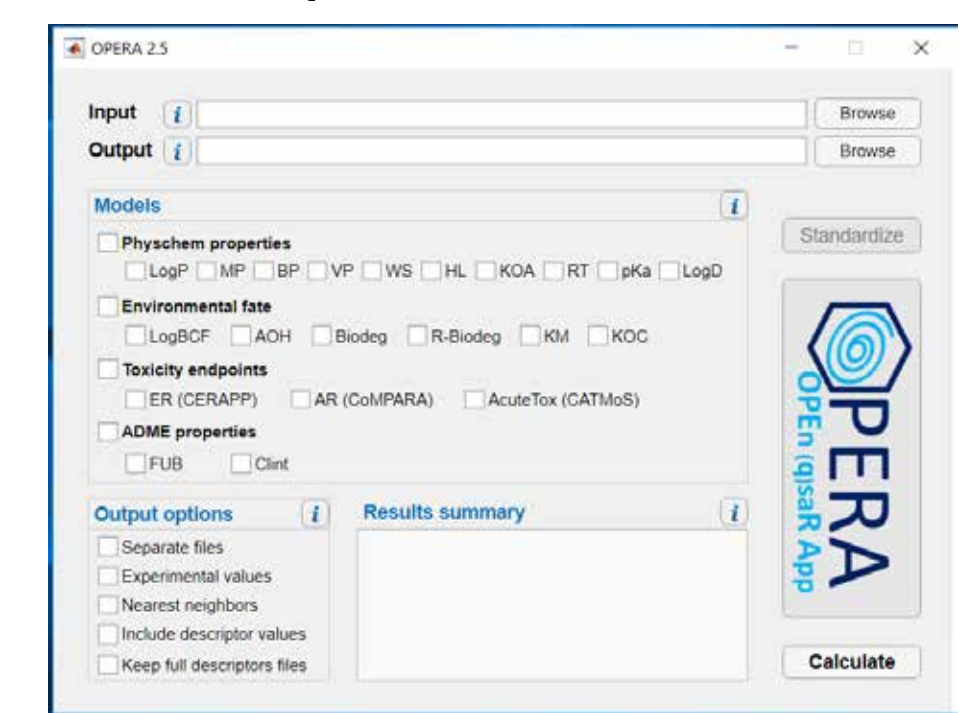 OPERA 2.5
Input i Browse
Output i Browse
Models i
Standardize
Physchem properties
LogP MP BP VP WS HL KOA RT pKa LogD
Environmental fate
LogBCF AOH Biodeg R-Biodeg KM KOC
Toxicity endpoints
ER (CERAPP) AR (CoMPARA) AcuteTox (CATMoS)
ADME properties
FUB Clint
OPERA
OPEn (q)saR App
Output options i
Separate files
Experimental values
Nearest neighbors
Include descriptor values
Keep full descriptors files
Results summary i
Calculate